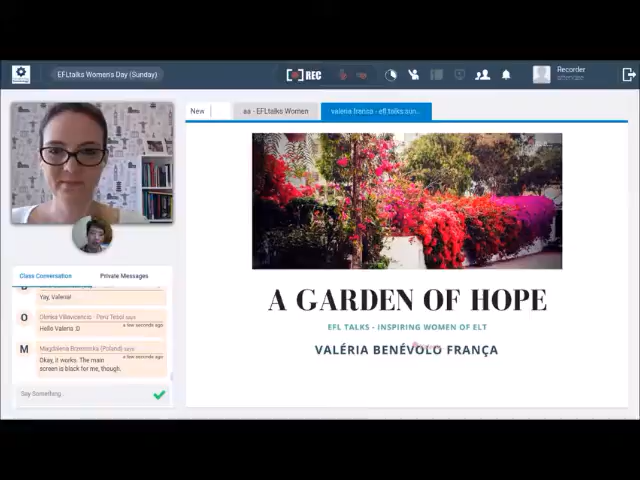 EFLtalks Womens Day (Sunday)
REC
Recorder
attendee
New
aa - EFLtalks Women
valeria franca - efl talks sun...
A GARDEN OF HOPE
EFL TALKS - INSPIRING WOMEN OF ELT
VALÉRIA BENÉVOLO FRANÇA
Class Conversation
Private Messages
Yay, Valeria!
O
Peru Tesol says
Hello Valeria :D
a few seconds ago
M
Magdalena Brzezinska (Poland) says
Okay, it works. The main
a few seconds ago
screen is black for me, though.
Say Something...